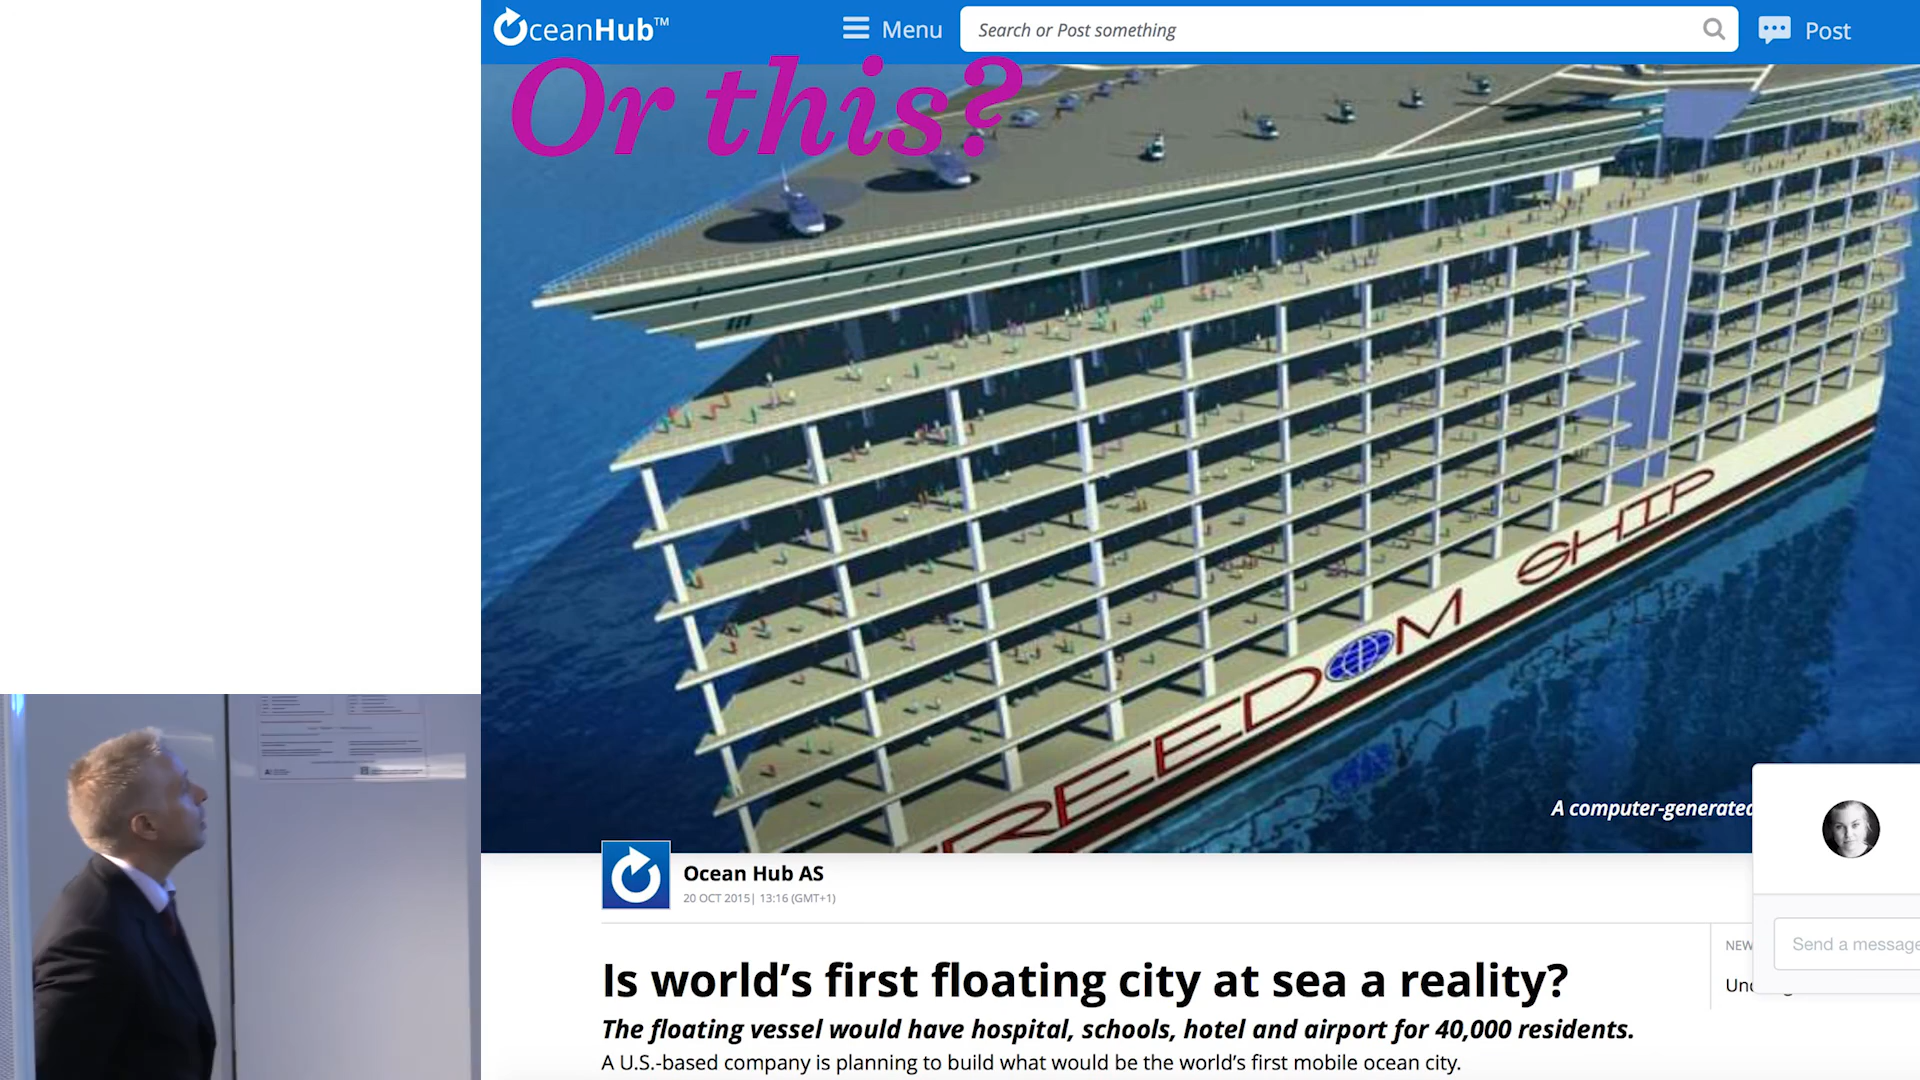 OceanHub™
Menu
Search or Post something
Post
Or this?
FREEDOM SHIP
A computer-generated
Ocean Hub AS
20 OCT 2015| 13:16 (GMT+1)
Send a message
Is world's first floating city at sea a reality?
The floating vessel would have hospital, schools, hotel and airport for 40,000 residents.
A U.S.-based company is planning to build what would be the world's first mobile ocean city.